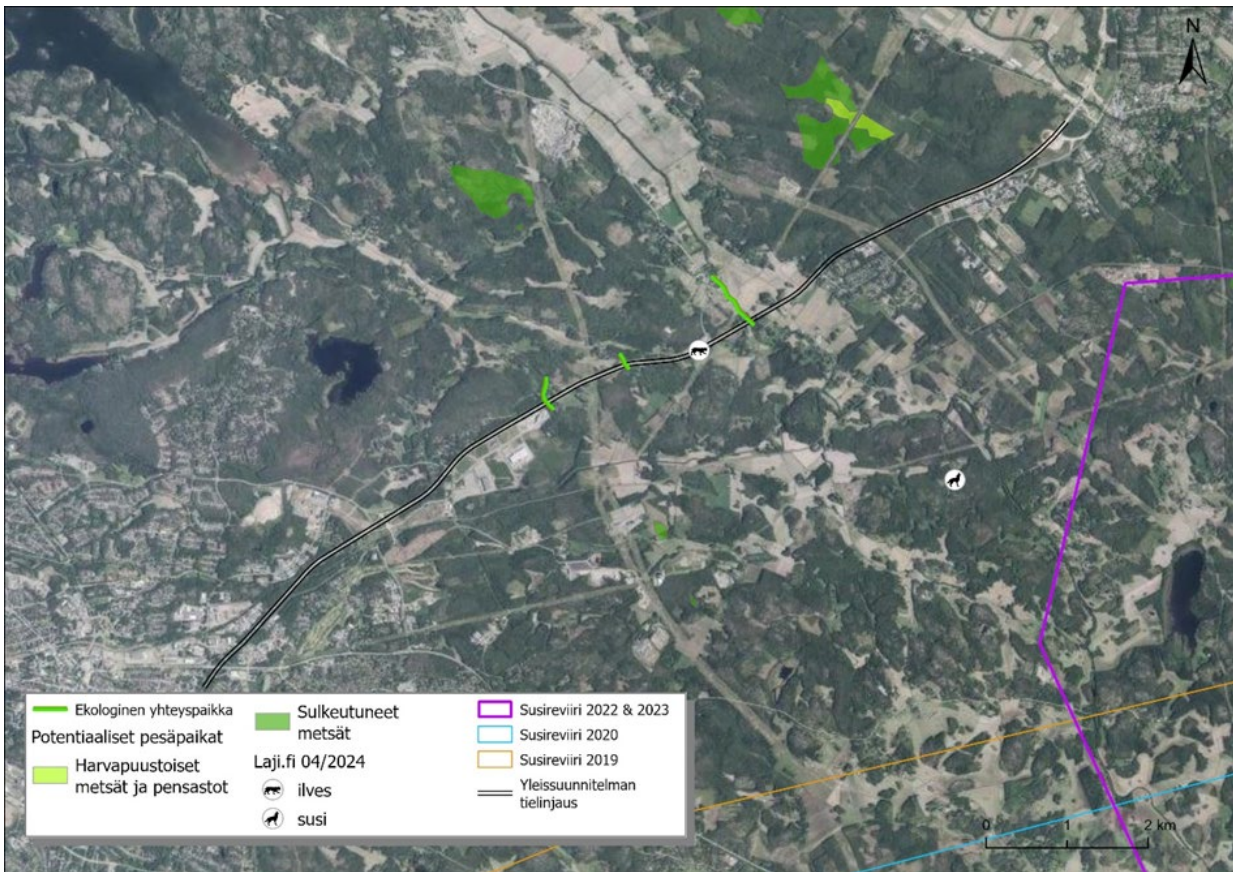 N
Ekologinen yhteyspaikka
Potentiaaliset pesäpaikat
Harvapuustoiset
metsät ja pensastot
Sulkeutuneet
metsät
Laji.fi 04/2024
ilves
susi
Susireviiri 2022 & 2023
Susireviiri 2020
Susireviiri 2019
Yleissuunnitelman
tielinjaus
0 1 2 km